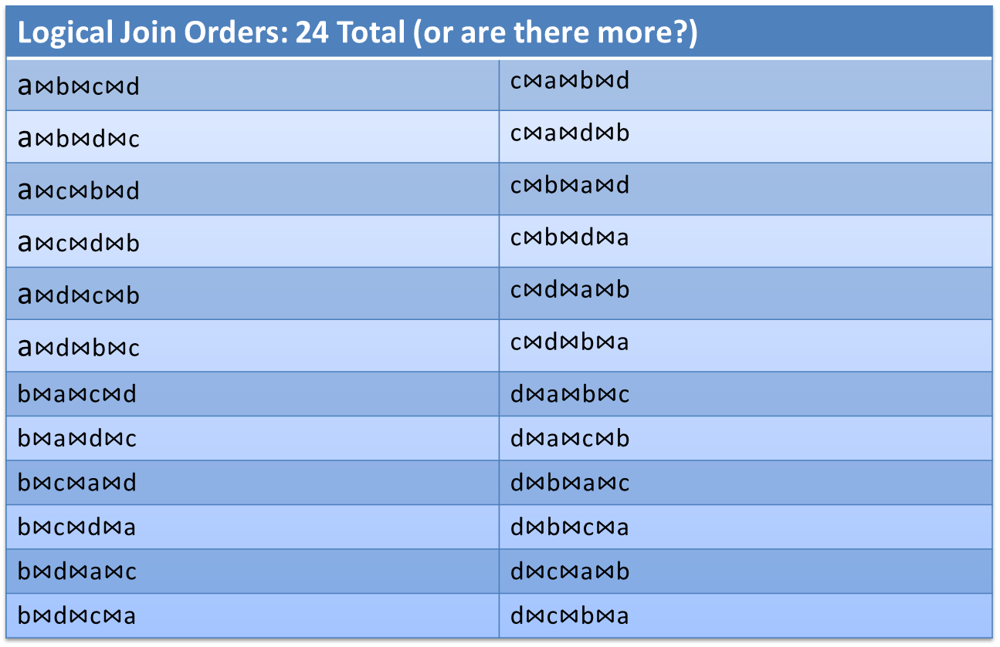 Logical Join Orders: 24 Total (or are there more?)
a⋈b⋈c⋈d
c⋈a⋈b⋈d
a⋈b⋈d⋈c
c⋈a⋈d⋈b
a⋈c⋈b⋈d
c⋈b⋈a⋈d
a⋈c⋈d⋈b
c⋈b⋈d⋈a
a⋈d⋈c⋈b
c⋈d⋈a⋈b
a⋈d⋈b⋈c
c⋈d⋈b⋈a
b⋈a⋈c⋈d
d⋈a⋈b⋈c
b⋈a⋈d⋈c
d⋈a⋈c⋈b
b⋈c⋈a⋈d
d⋈b⋈a⋈c
b⋈c⋈d⋈a
d⋈b⋈c⋈a
b⋈d⋈a⋈c
d⋈c⋈a⋈b
b⋈d⋈c⋈a
d⋈c⋈b⋈a